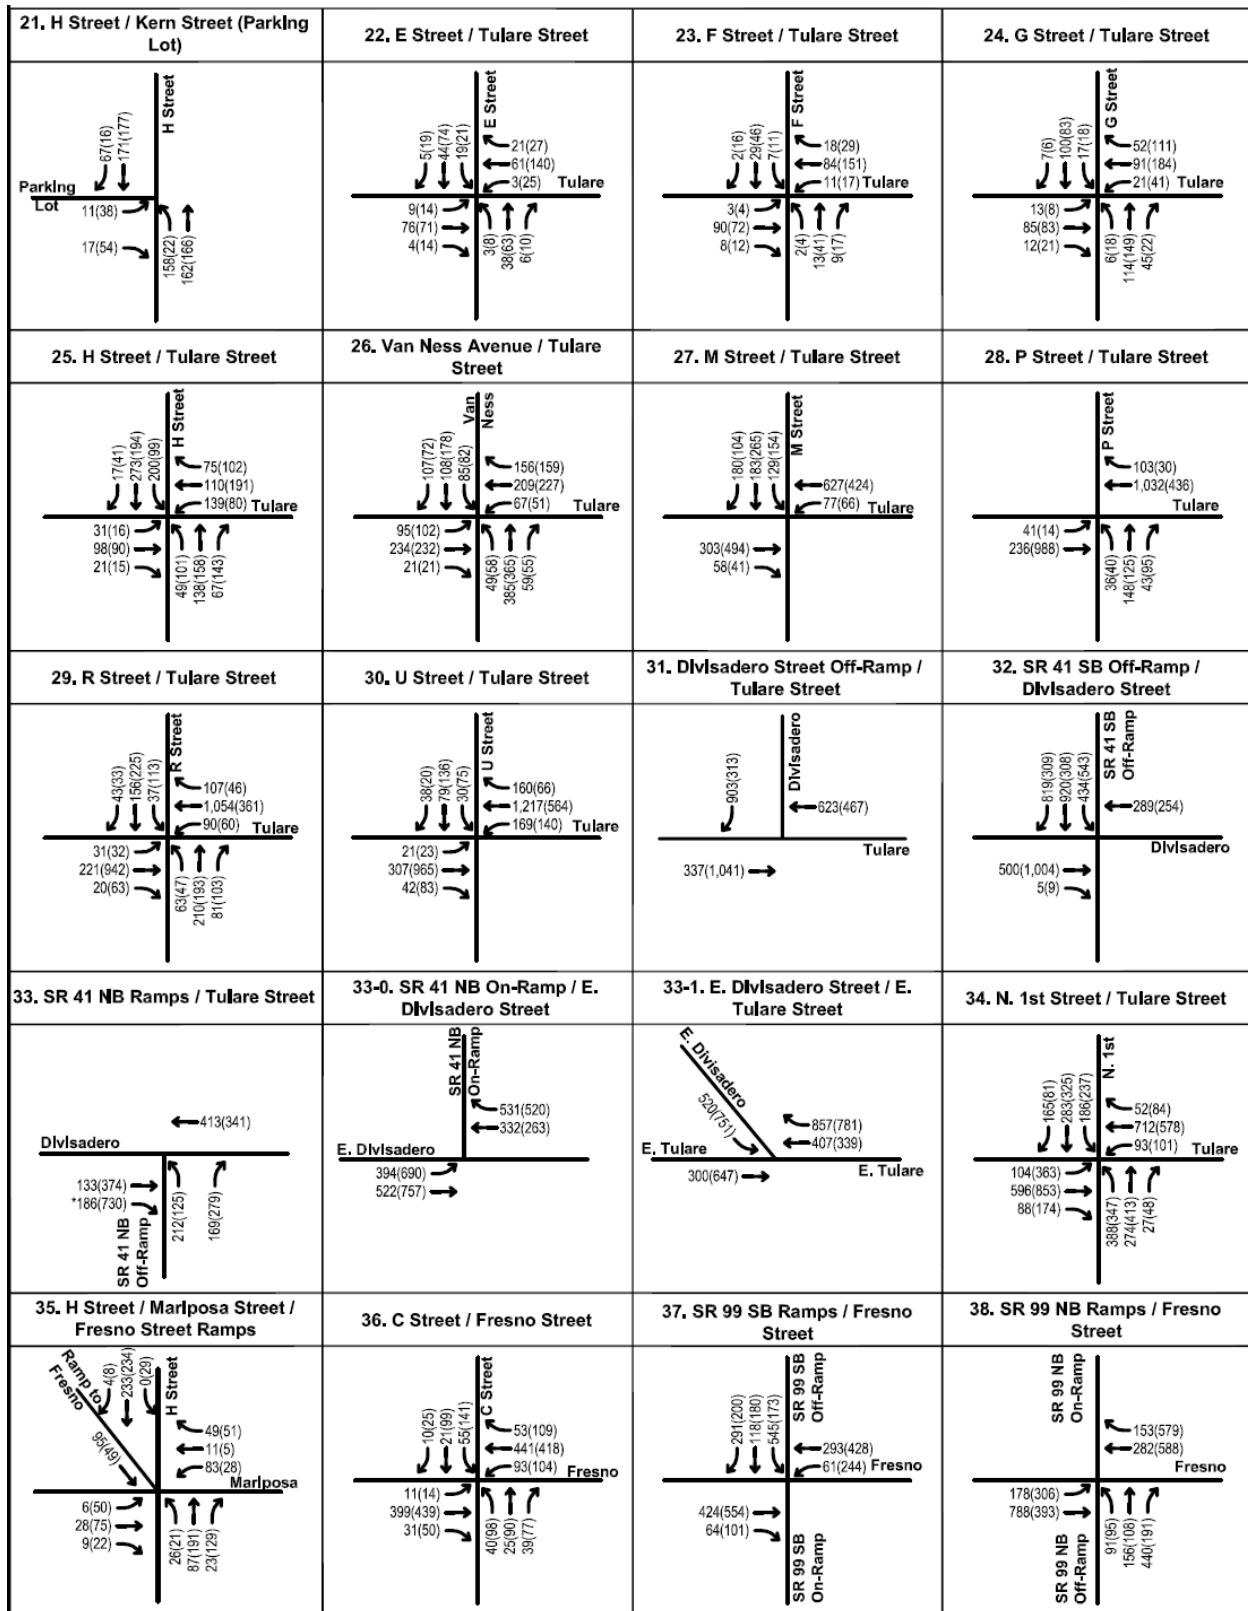 21. H Street / Kern Street (Parking
Lot)
H Street
67(16)
171(177)
Parking
Lot
11(38)
17(54)
158(22)
162(166)
22. E Street / Tulare Street
E Street
5(19)
44(74)
19(21)
21(27)
61(140)
3(25)
Tulare
9(14)
76(71)
4(14)
3(8)
38(63)
6(10)
23. F Street / Tulare Street
F Street
2(16)
29(46)
7(11)
18(29)
84(151)
11(17)
Tulare
3(4)
90(72)
8(12)
2(4)
13(41)
9(17)
24. G Street / Tulare Street
G Street
7(6)
100(83)
17(18)
52(111)
91(184)
21(41)
Tulare
13(8)
85(83)
12(21)
6(18)
114(149)
45(22)
25. H Street / Tulare Street
H Street
17(41)
273(194)
200(99)
75(102)
110(191)
139(80)
Tulare
31(16)
98(90)
21(15)
49(101)
138(158)
67(143)
26. Van Ness Avenue / Tulare
Street
Van
Ness
107(72)
108(178)
85(82)
156(159)
209(227)
67(51)
95(102)
234(232)
21(21)
49(58)
385(365)
59(55)
27. M Street / Tulare Street
M Street
180(104)
183(265)
129(154)
627(424)
77(66)
Tulare
303(494)
58(41)
28. P Street / Tulare Street
P Street
103(30)
1,032(436)
Tulare
41(14)
236(988)
36(40)
148(125)
43(95)
29. R Street / Tulare Street
R Street
43(33)
156(225)
37(113)
107(46)
1,054(361)
90(60)
Tulare
31(32)
221(942)
20(63)
63(47)
210(193)
81(103)
30. U Street / Tulare Street
U Street
38(20)
79(136)
30(75)
160(66)
1,217(564)
169(140)
Tulare
21(23)
307(965)
42(83)
31. Divisadero Street Off-Ramp /
Tulare Street
Divisadero
903(313)
623(467)
Tulare
337(1,041)
32. SR 41 SB Off-Ramp /
Divisadero Street
SR 41 SB
Off-Ramp
819(309)
920(308)
434(543)
289(254)
Divisadero
500(1,004)
5(9)
33. SR 41 NB Ramps / Tulare Street
413(341)
Divisadero
133(374)
*186(730)
SR 41 NB
Off-Ramp
212(125)
169(279)
33-0. SR 41 NB On-Ramp / E.
Divisadero Street
SR 41 NB
On-Ramp
531(520)
332(263)
E. Divisadero
394(690)
522(757)
33-1. E. Divisadero Street / E.
Tulare Street
E. Divisadero
520(751)
857(781)
407(339)
E. Tulare
E. Tulare
300(647)
34. N. 1st Street / Tulare Street
N. 1st
165(81)
283(325)
186(237)
52(84)
712(578)
93(101)
Tulare
104(363)
596(853)
88(174)
388(347)
274(413)
27(48)
35. H Street / Mariposa Street /
Fresno Street Ramps
Ramp to
Fresno
H Street
4(8)
233(234)
0(29)
95(49)
49(51)
11(5)
83(28)
Mariposa
6(50)
28(75)
9(22)
26(21)
87(191)
23(129)
36. C Street / Fresno Street
C Street
10(25)
21(99)
55(141)
53(109)
441(418)
93(104)
Fresno
11(14)
399(439)
31(50)
40(98)
25(90)
39(77)
37. SR 99 SB Ramps / Fresno
Street
SR 99 SB
Off-Ramp
291(200)
118(180)
545(173)
293(428)
61(244)
Fresno
424(554)
64(101)
SR 99 SB
On-Ramp
38. SR 99 NB Ramps / Fresno
Street
SR 99 NB
On-Ramp
153(579)
282(588)
Fresno
178(306)
788(393)
SR 99 NB
Off-Ramp
91(95)
156(108)
440(191)